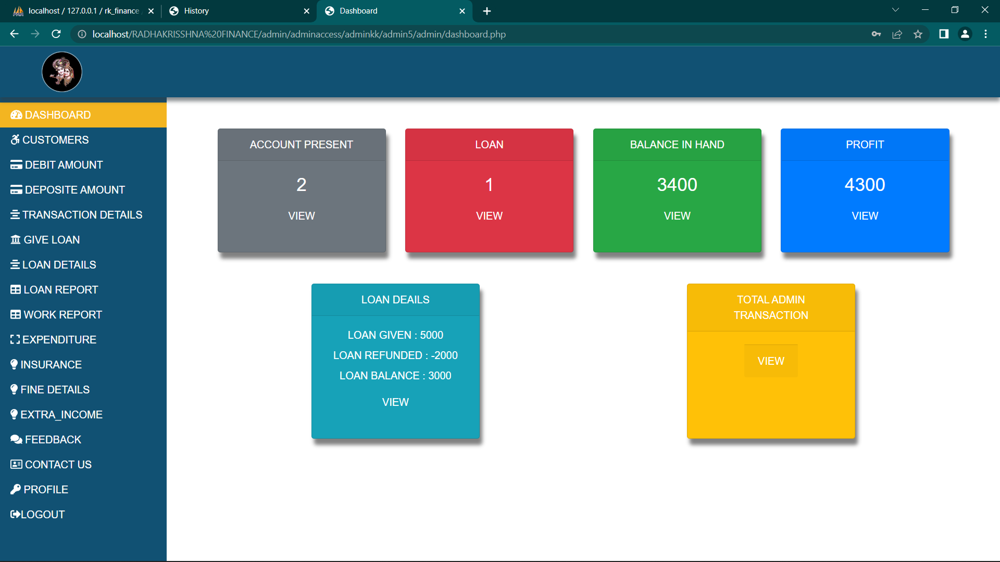 localhost / 127.0.0.1 / rk_finance
History
Dashboard
localhost/RADHAKRISSHNA%20FINANCE/admin/adminaccess/adminkk/admin5/admin/dashboard.php
DASHBOARD
CUSTOMERS
DEBIT AMOUNT
DEPOSITE AMOUNT
TRANSACTION DETAILS
GIVE LOAN
LOAN DETAILS
LOAN REPORT
WORK REPORT
EXPENDITURE
INSURANCE
FINE DETAILS
EXTRA_INCOME
FEEDBACK
CONTACT US
PROFILE
LOGOUT
ACCOUNT PRESENT
2
VIEW
LOAN
1
VIEW
BALANCE IN HAND
3400
VIEW
PROFIT
4300
VIEW
LOAN DEAILS
LOAN GIVEN : 5000
LOAN REFUNDED : -2000
LOAN BALANCE : 3000
VIEW
TOTAL ADMIN
TRANSACTION
VIEW